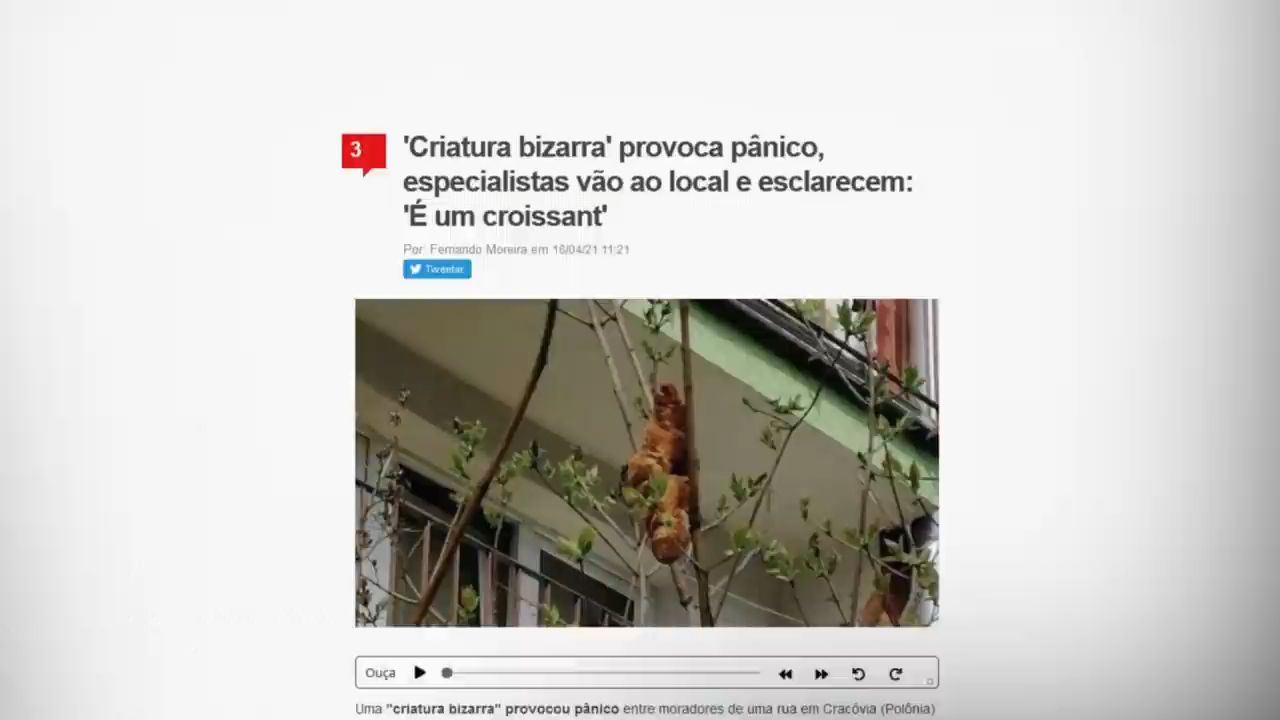 3
'Criatura bizarra' provoca pânico,
especialistas vão ao local e esclarecem:
'É um croissant'
Por: Fernando Moreira em 16/04/21 11:21
Tweetar
Ouça
Uma "criatura bizarra" provocou pânico entre moradores de uma rua em Cracóvia (Polônia)